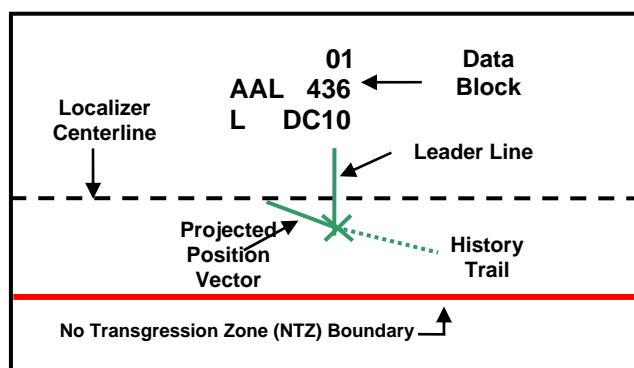 01
AAL 436
L DC10
Data
Block
Localizer
Centerline
Leader Line
Projected
Position
Vector
History
Trail
No Transgression Zone (NTZ) Boundary